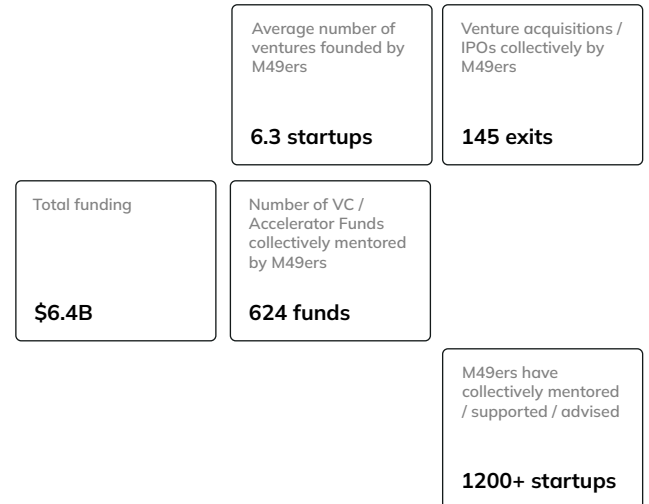 Average number of
ventures founded by
M49ers
6.3 startups
Venture acquisitions /
IPOs collectively by
M49ers
145 exits
Total funding
$6.4B
Number of VC /
Accelerator Funds
collectively mentored
by M49ers
624 funds
M49ers have
collectively mentored
/ supported / advised
1200+ startups